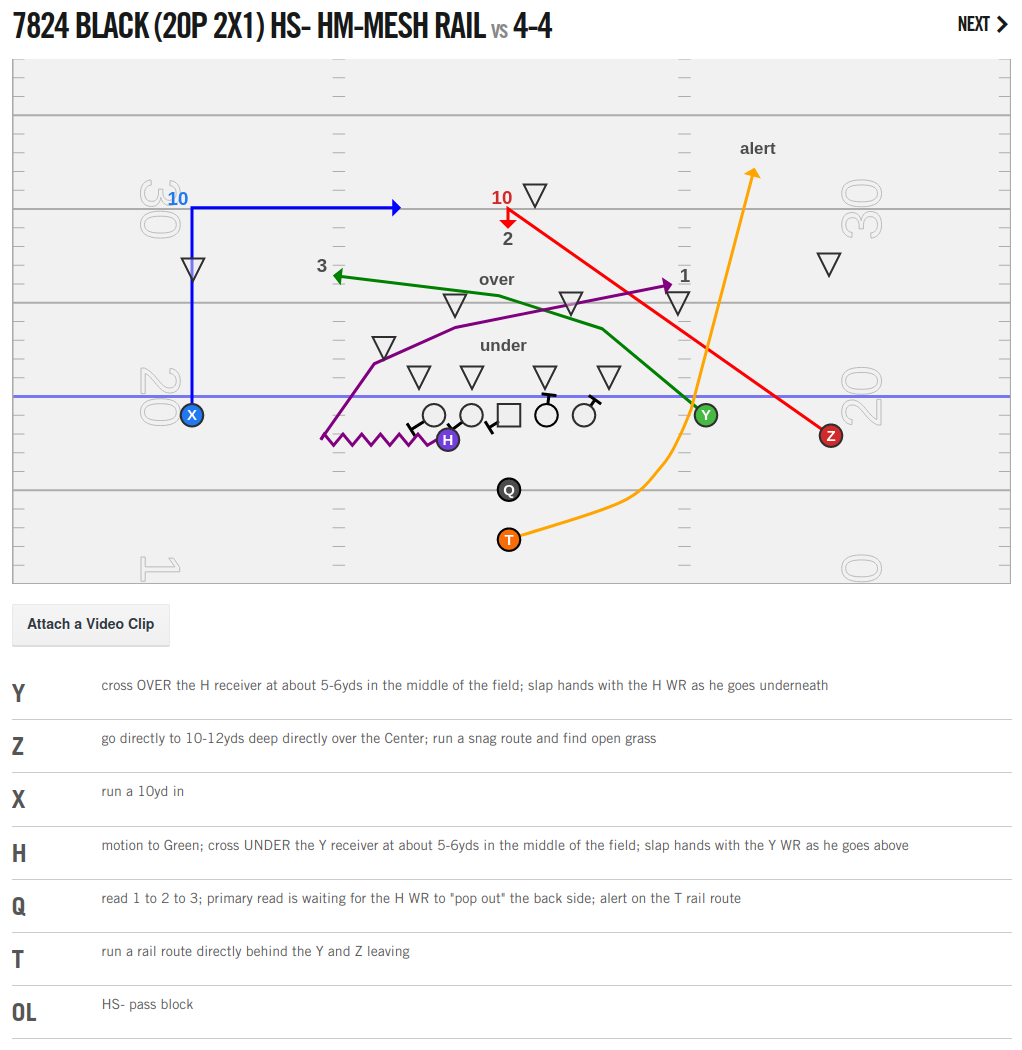 7824 BLACK (20P 2X1) HS- HM-MESH RAIL VS 4-4
NEXT
alert
30
10
10
30
2
3
over
1
under
20
20
X
Y
H
Z
Q
T
1
0
Attach a Video Clip
Y cross OVER the H receiver at about 5-6yds in the middle of the field; slap hands with the H WR as he goes underneath
Z go directly to 10-12yds deep directly over the Center; run a snag route and find open grass
X run a 10yd in
H motion to Green; cross UNDER the Y receiver at about 5-6yds in the middle of the field; slap hands with the Y WR as he goes above
Q read 1 to 2 to 3; primary read is waiting for the H WR to "pop out" the back side; alert on the T rail route
T run a rail route directly behind the Y and Z leaving
OL HS- pass block